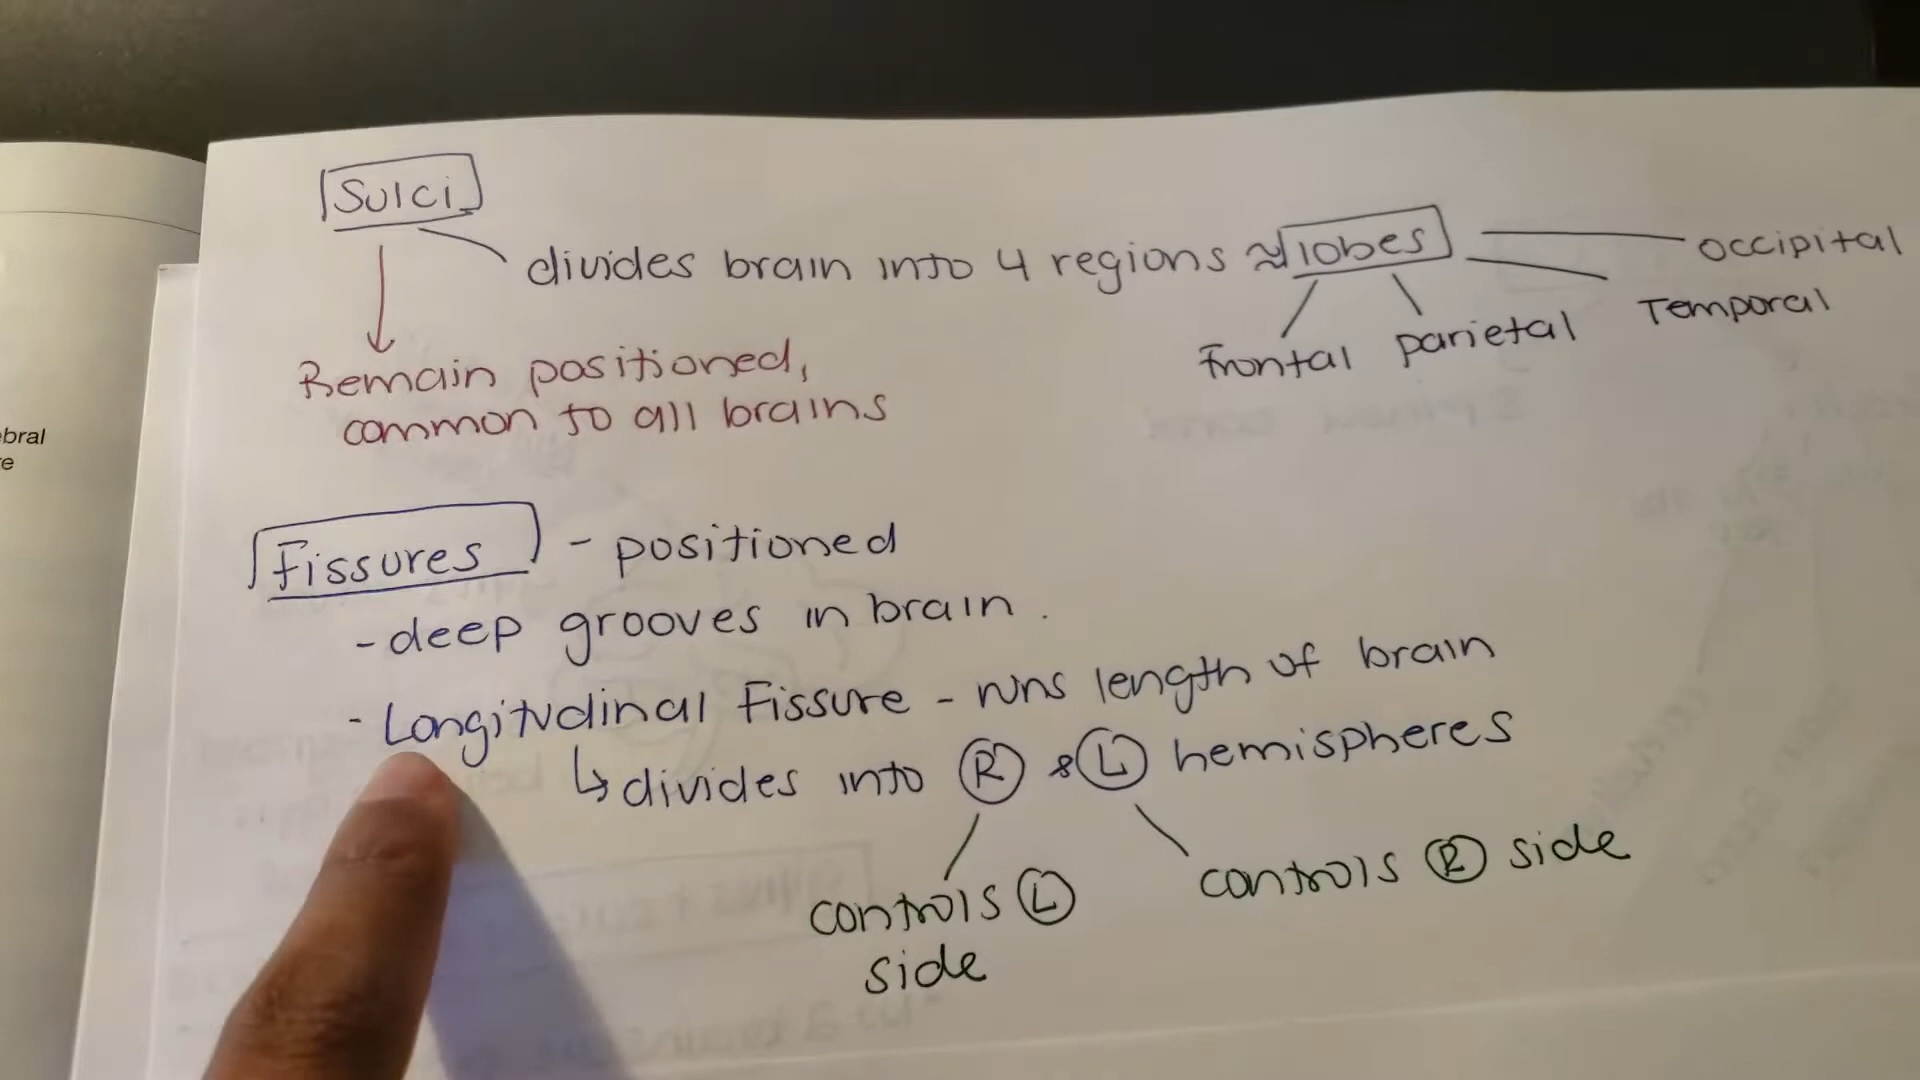 Sulci
divides brain into 4 regions ≈ lobes
occipital
Temporal
Frontal parietal
Remain positioned,
common to all brains
bral
e
Fissures - positioned
- deep grooves in brain.
- Longitudinal Fissure - runs length of brain
↳ divides into R & L hemispheres
controls L
side
controls R side